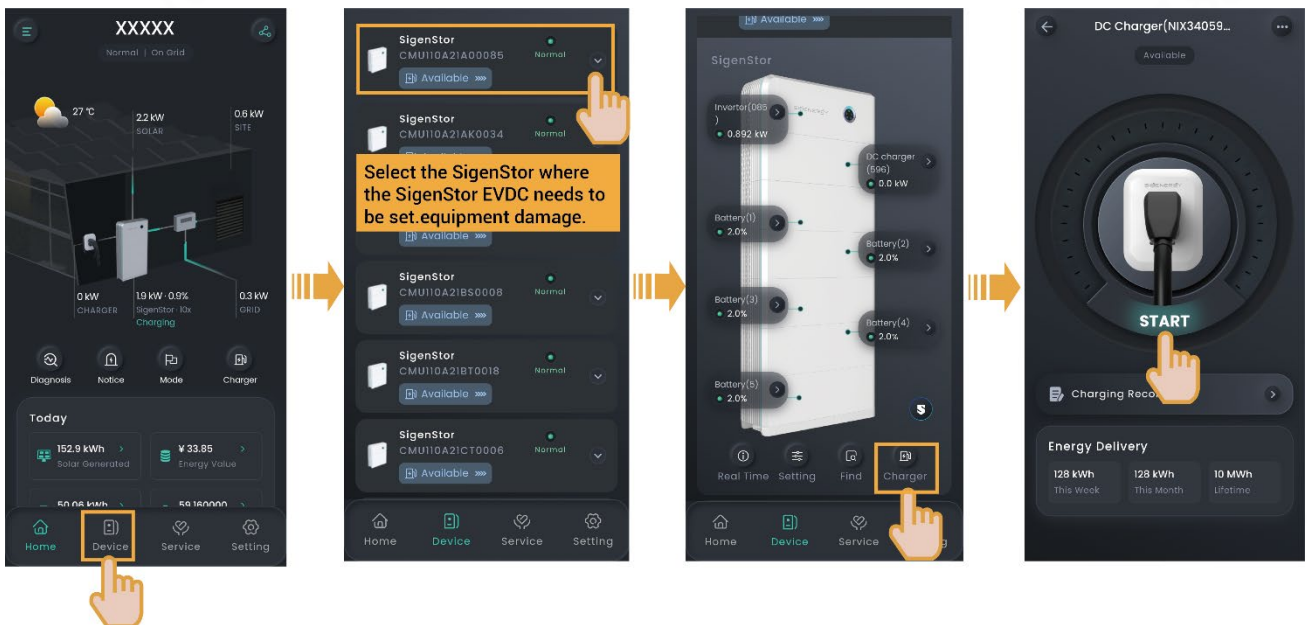 XXXXX
Normal | On Grid
27 ℃
2.2 kW
SOLAR
0.6 kW
SITE
0 kW
CHARGER
1.9 kW · 0.9%
SigenStor · 10x
Charging
0.3 kW
GRID
Diagnosis
Notice
Mode
Charger
Today
152.9 kWh
Solar Generated
¥ 33.85
Energy Value
50.06 kWh
59.160000
Home
Device
Service
Setting
SigenStor
CMU110A21A00085
Normal
Available
SigenStor
CMU110A21AK0034
Normal
Select the SigenStor where
the SigenStor EVDC needs to
be set.equipment damage.
Available
SigenStor
CMU110A21BS0008
Normal
Available
SigenStor
CMU110A21BT0018
Normal
Available
SigenStor
CMU110A21CT0006
Normal
Available
Home
Device
Service
Setting
Available
SigenStor
Inverter(085
)
0.892 kW
DC charger
(596)
0.0 kW
Battery(1)
2.0%
Battery(2)
2.0%
Battery(3)
2.0%
Battery(4)
2.0%
Battery(5)
2.0%
Real Time
Setting
Find
Charger
Home
Device
Service
DC Charger(NIX34059...
Available
START
Charging
Energy Delivery
128 kWh
This Week
128 kWh
This Month
10 MWh
Lifetime